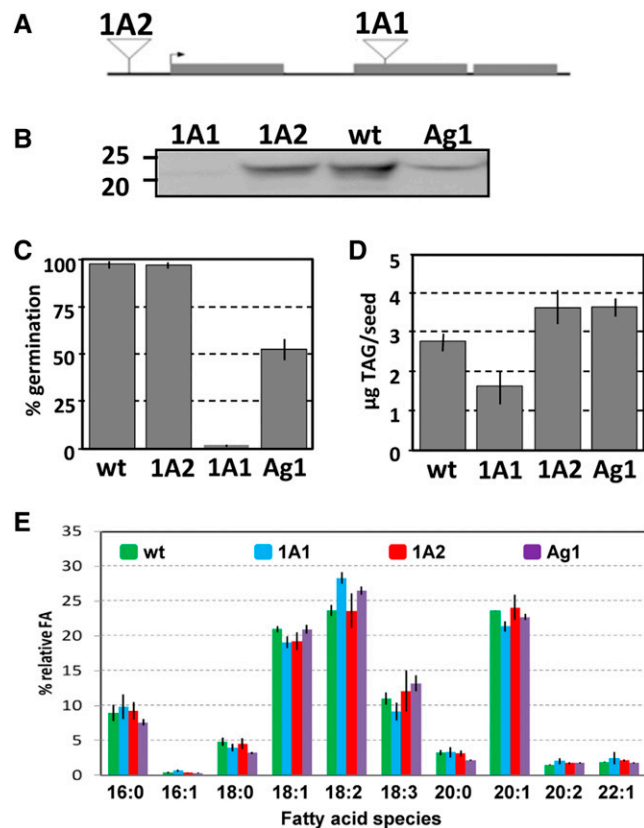 A
1A2
1A1
B
1A1 1A2 wt Ag1
25
20
C
% germination
100
75
50
25
0
wt 1A2 1A1 Ag1
D
µg TAG/seed
5
4
3
2
1
0
wt 1A1 1A2 Ag1
E
wt 1A1 1A2 Ag1
% relative FA
35
30
25
20
15
10
5
0
16:0 16:1 18:0 18:1 18:2 18:3 20:0 20:1 20:2 22:1
Fatty acid species